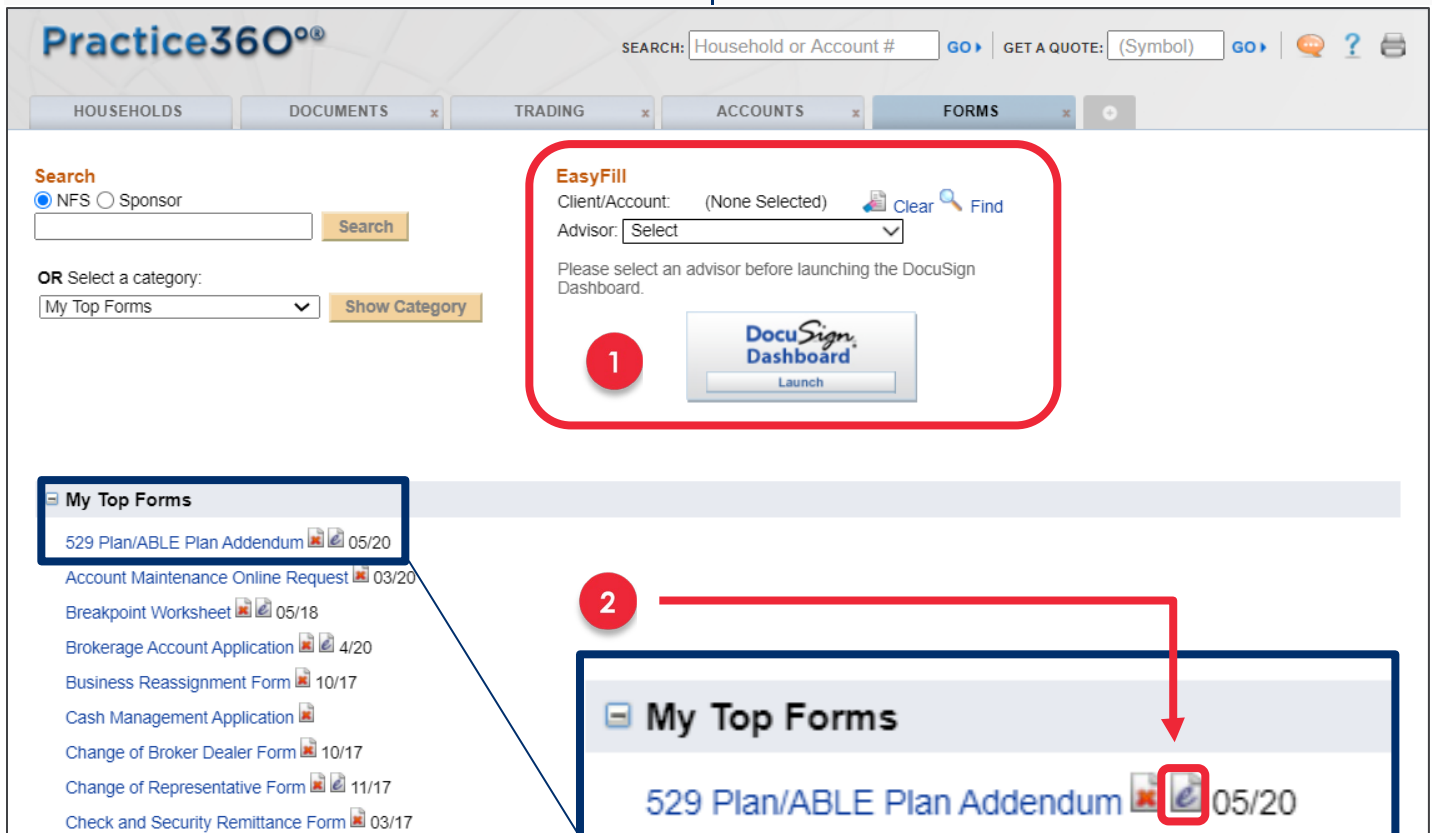 Practice360°®
SEARCH: Household or Account # GO GET A QUOTE: (Symbol) GO ?
HOUSEHOLDS DOCUMENTS x TRADING x ACCOUNTS x FORMS x
Search
NFS Sponsor
Search
OR Select a category:
My Top Forms Show Category
EasyFill
Client/Account: (None Selected) Clear Find
Advisor: Select
Please select an advisor before launching the DocuSign
Dashboard.
1
DocuSign.
Dashboard
Launch
My Top Forms
529 Plan/ABLE Plan Addendum e 05/20
Account Maintenance Online Request 03/20
Breakpoint Worksheet e 05/18
Brokerage Account Application e 4/20
Business Reassignment Form 10/17
Cash Management Application
Change of Broker Dealer Form 10/17
Change of Representative Form e 11/17
Check and Security Remittance Form 03/17
2
My Top Forms
529 Plan/ABLE Plan Addendum e 05/20